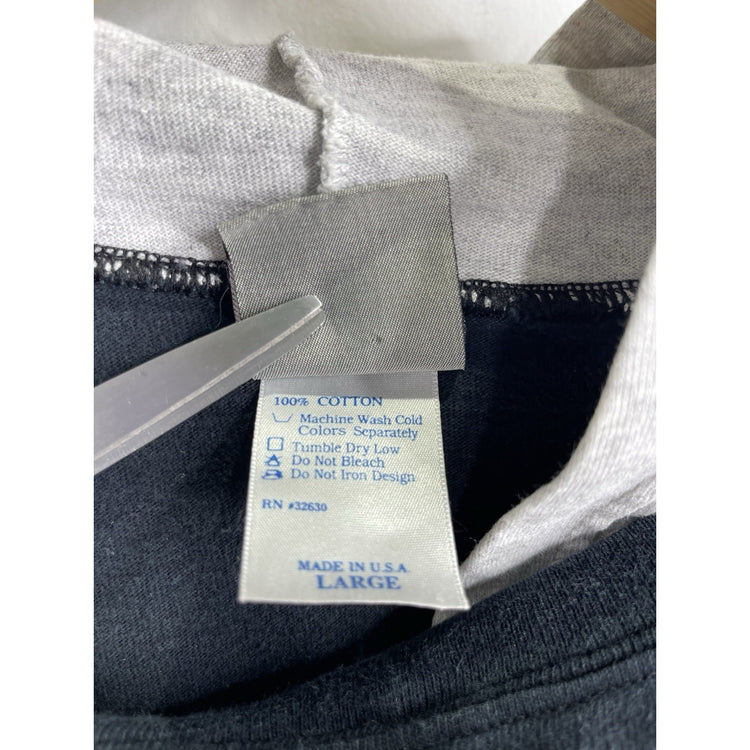 100% COTTON
Machine Wash Cold
Colors Separately
Tumble Dry Low
Do Not Bleach
Do Not Iron Design
RN #32630
MADE IN U.S.A.
LARGE